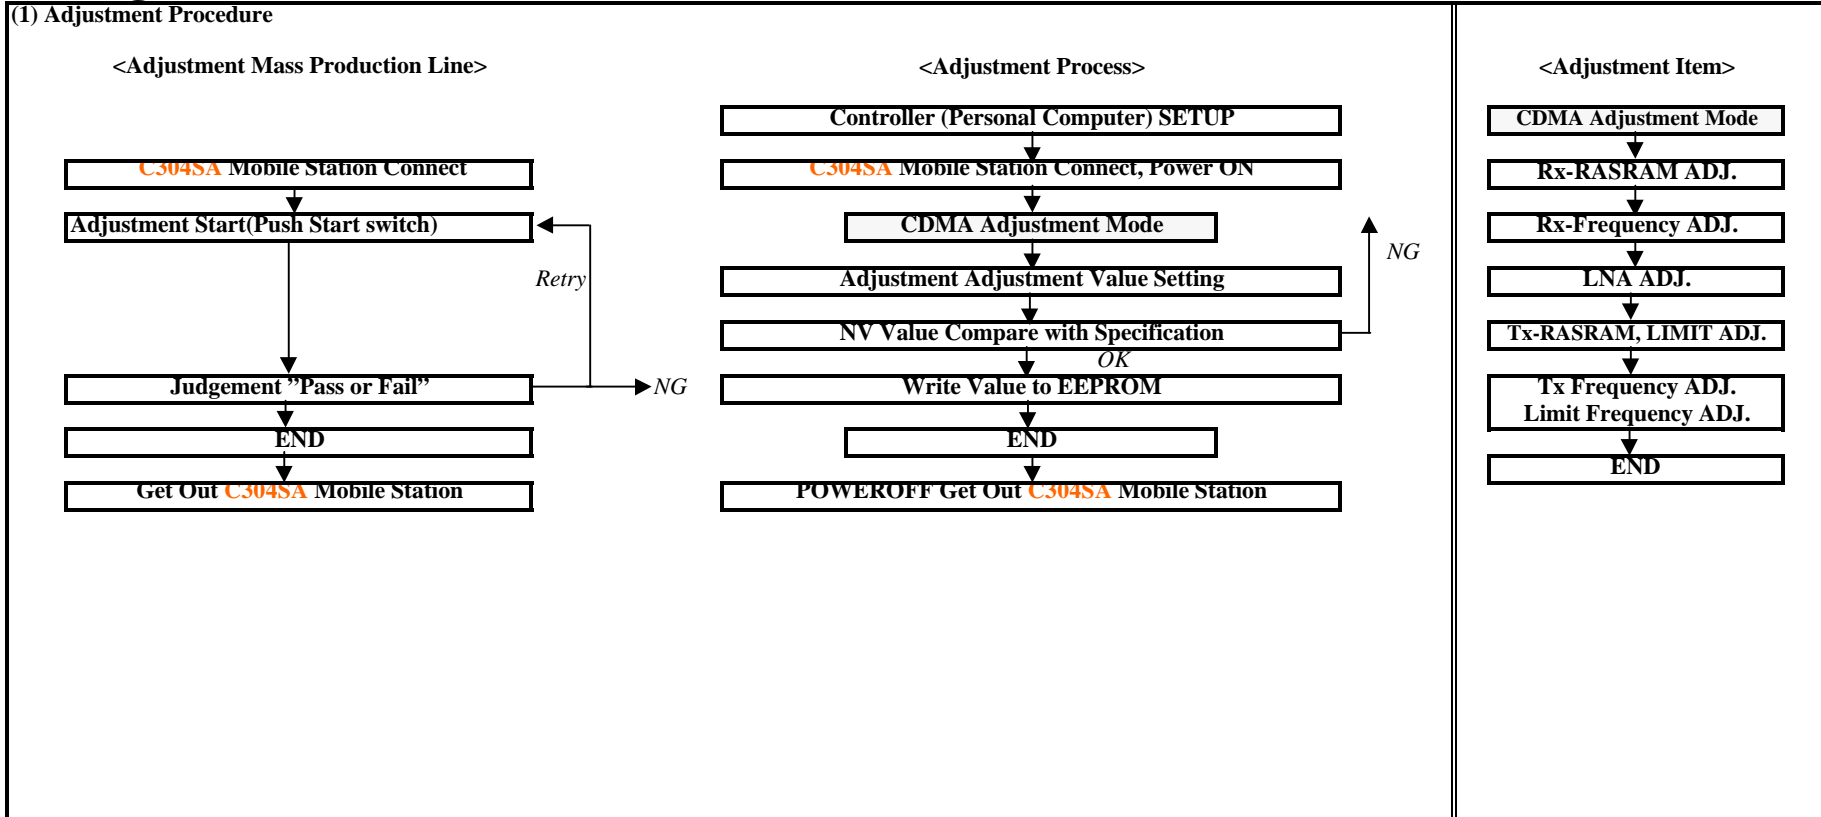 (1) Adjustment Procedure
<Adjustment Mass Production Line>
C304SA Mobile Station Connect
Adjustment Start(Push Start switch)
Retry
Judgement ”Pass or Fail”
NG
END
Get Out C304SA Mobile Station
<Adjustment Process>
Controller (Personal Computer) SETUP
C304SA Mobile Station Connect, Power ON
CDMA Adjustment Mode
NG
Adjustment Adjustment Value Setting
NV Value Compare with Specification
OK
Write Value to EEPROM
END
POWEROFF Get Out C304SA Mobile Station
<Adjustment Item>
CDMA Adjustment Mode
Rx-RASRAM ADJ.
Rx-Frequency ADJ.
LNA ADJ.
Tx-RASRAM, LIMIT ADJ.
Tx Frequency ADJ.
Limit Frequency ADJ.
END